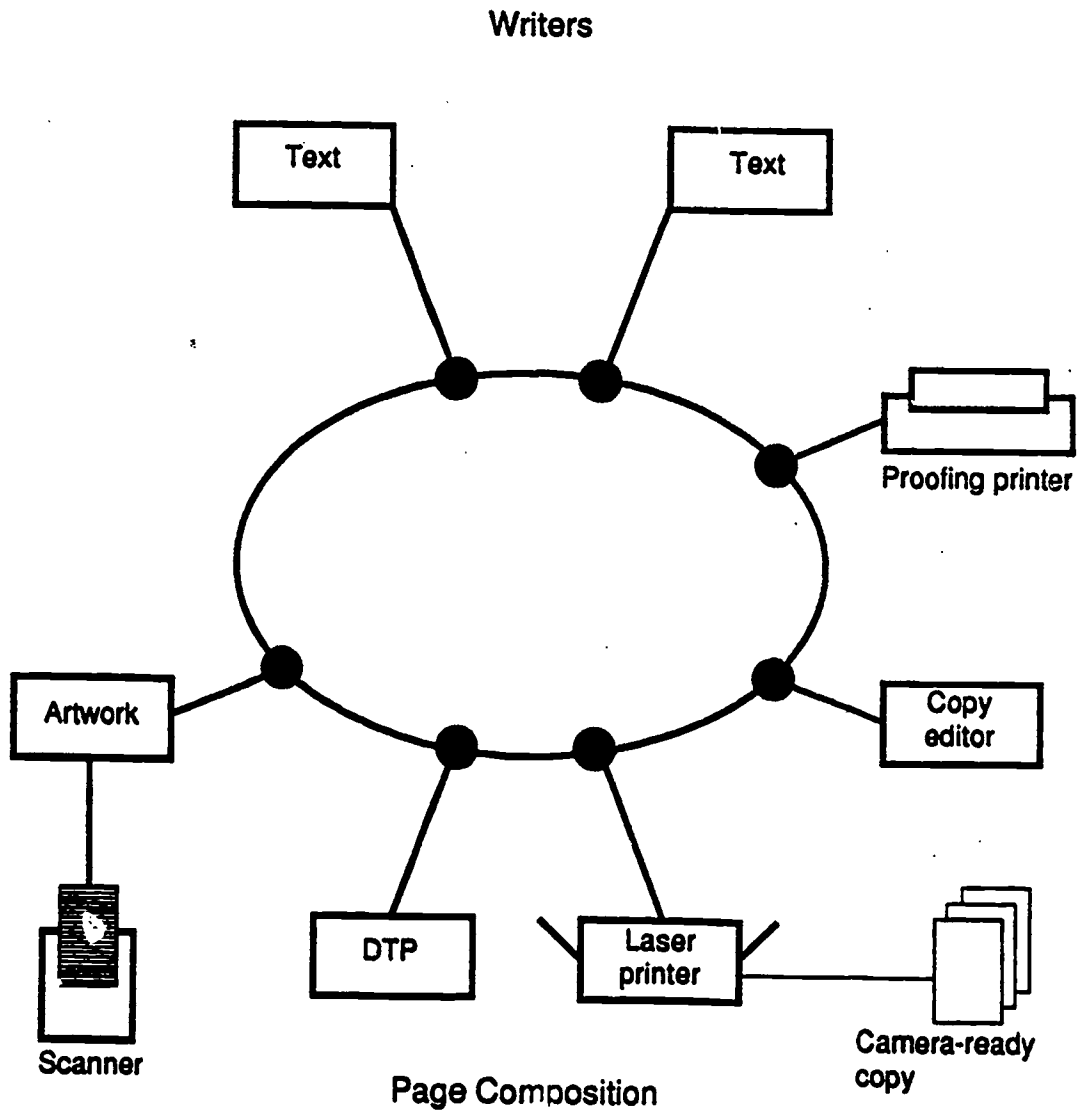 Writers
Text
Text
Proofing printer
Artwork
Copy
editor
DTP
Laser
printer
Scanner
Camera-ready
copy
Page Composition